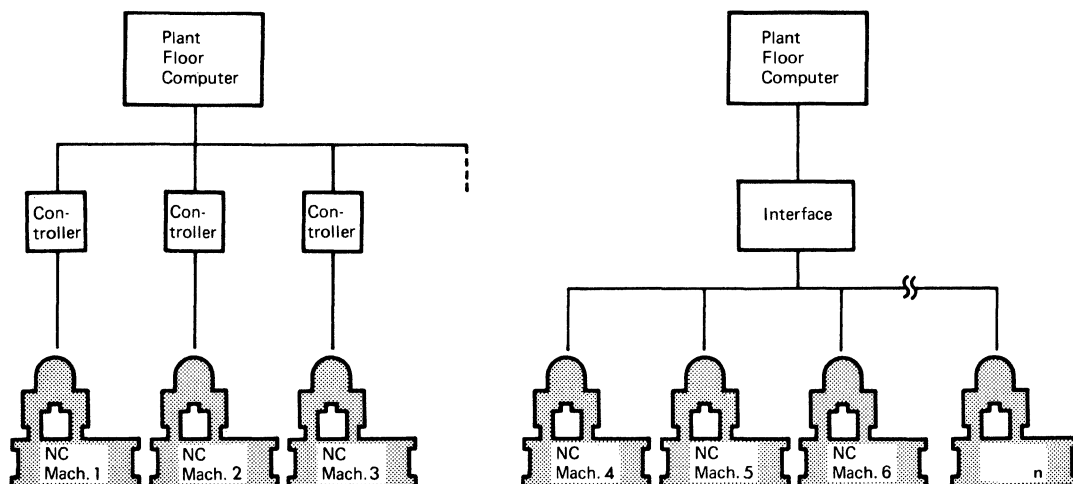 Plant
Floor
Computer
Con-
troller
Con-
troller
Con-
troller
NC
Mach. 1
NC
Mach. 2
NC
Mach. 3
Plant
Floor
Computer
Interface
NC
Mach. 4
NC
Mach. 5
NC
Mach. 6
n